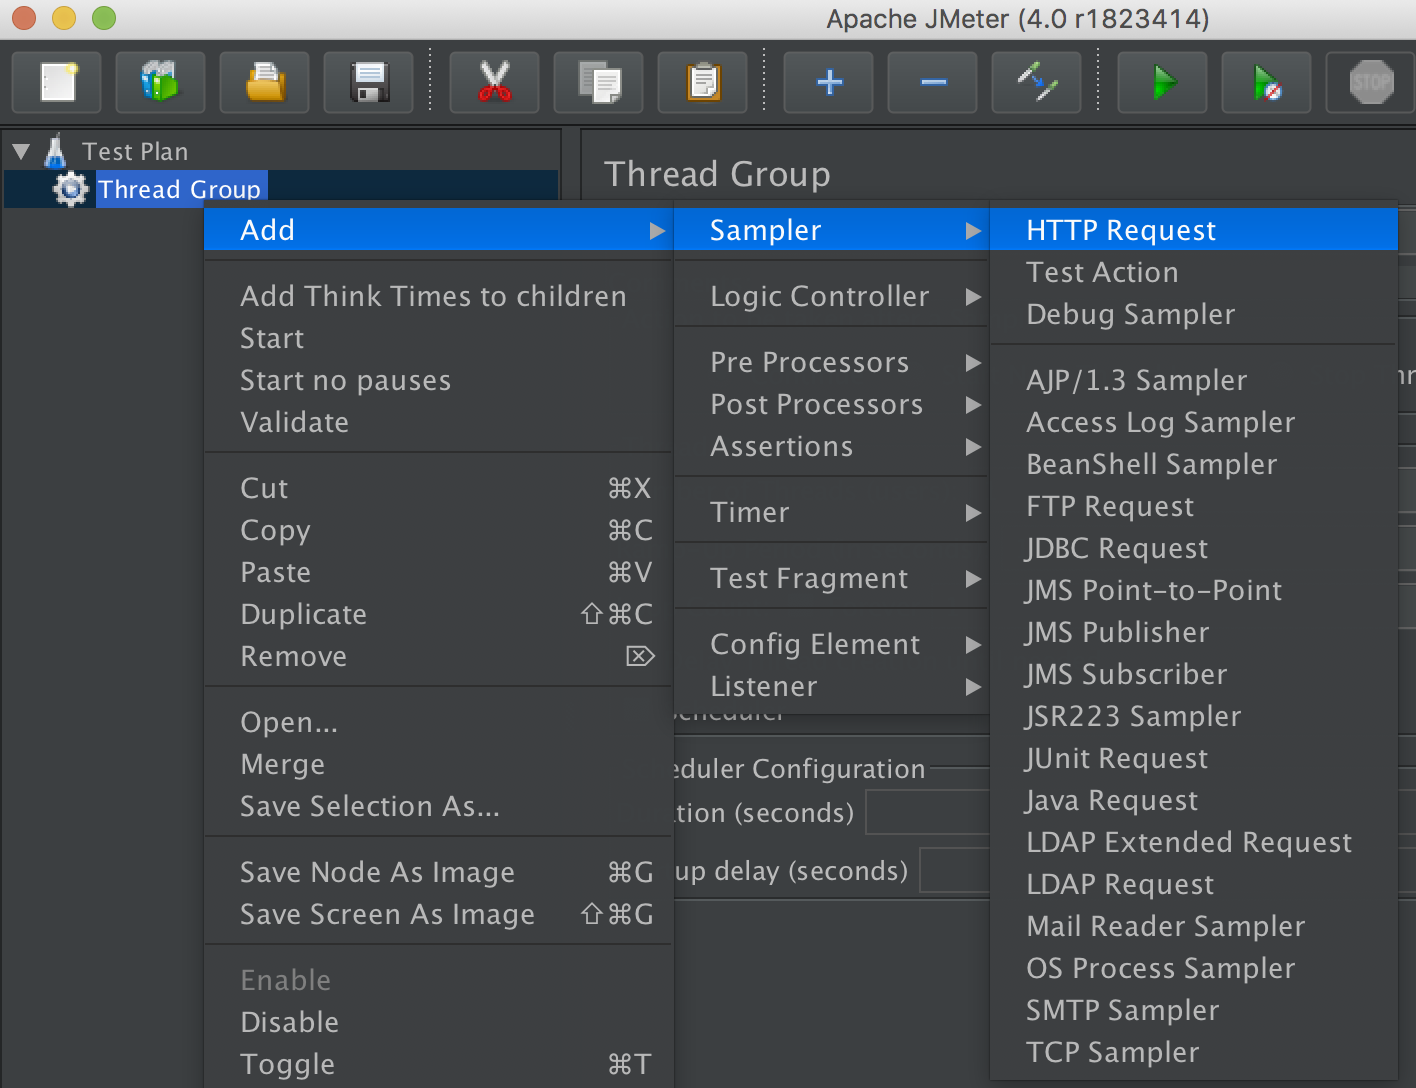 Apache JMeter (4.0 r1823414)
STOP
Test Plan
Thread Group
Thread Group
Add
Add Think Times to children
Start
Start no pauses
Validate
Cut ⌘X
Copy ⌘C
Paste ⌘V
Duplicate ⇧⌘C
Remove ⌦
Open...
Merge
Save Selection As...
Save Node As Image ⌘G
Save Screen As Image ⇧⌘G
Enable
Disable
Toggle ⌘T
Sampler
Logic Controller
Pre Processors
Post Processors
Assertions
Timer
Test Fragment
Config Element
Listener
HTTP Request
Test Action
Debug Sampler
AJP/1.3 Sampler
Access Log Sampler
BeanShell Sampler
FTP Request
JDBC Request
JMS Point-to-Point
JMS Publisher
JMS Subscriber
JSR223 Sampler
JUnit Request
Java Request
LDAP Extended Request
LDAP Request
Mail Reader Sampler
OS Process Sampler
SMTP Sampler
TCP Sampler
eduler Configuration
tion (seconds)
up delay (seconds)